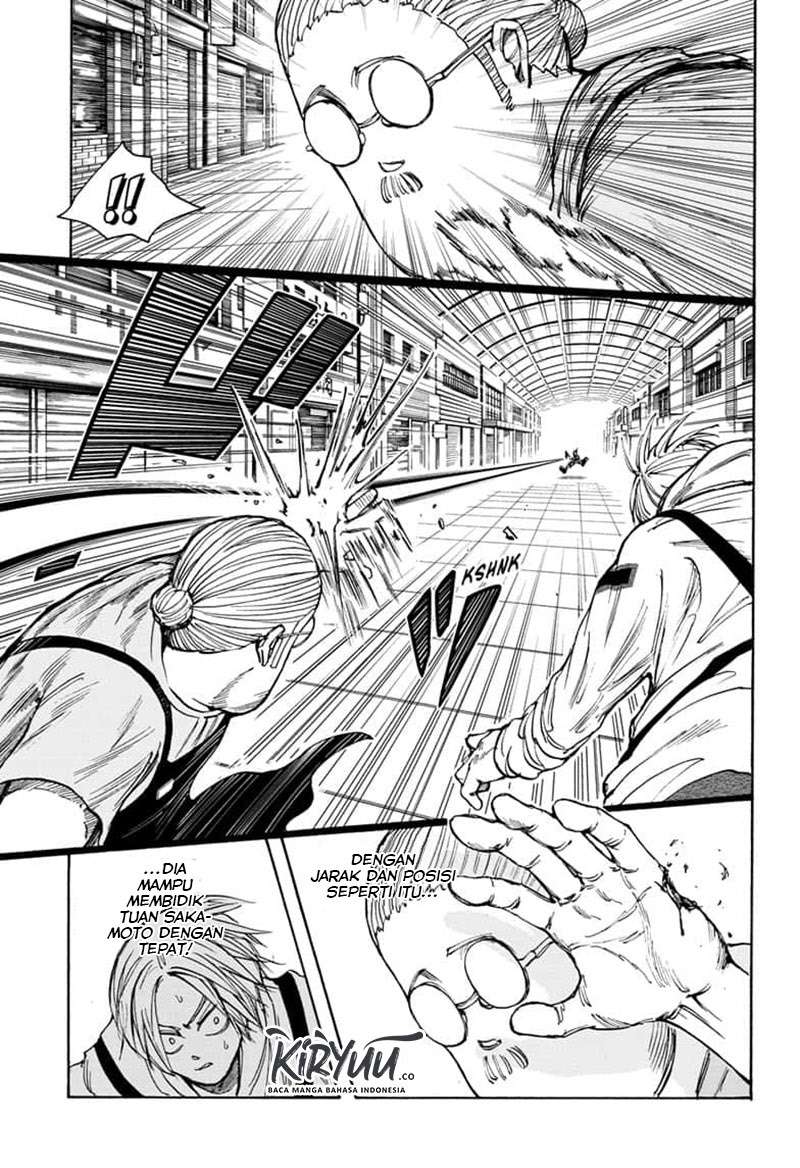 !!
KSHNK
DENGAN
JARAK DAN POSISI
SEPERTI ITU...
...DIA
MAMPU
MEMBIDIK
TUAN SAKA-
MOTO DENGAN
TEPAT!
KIRYUU.CO
BACA MANGA BAHASA INDONESIA